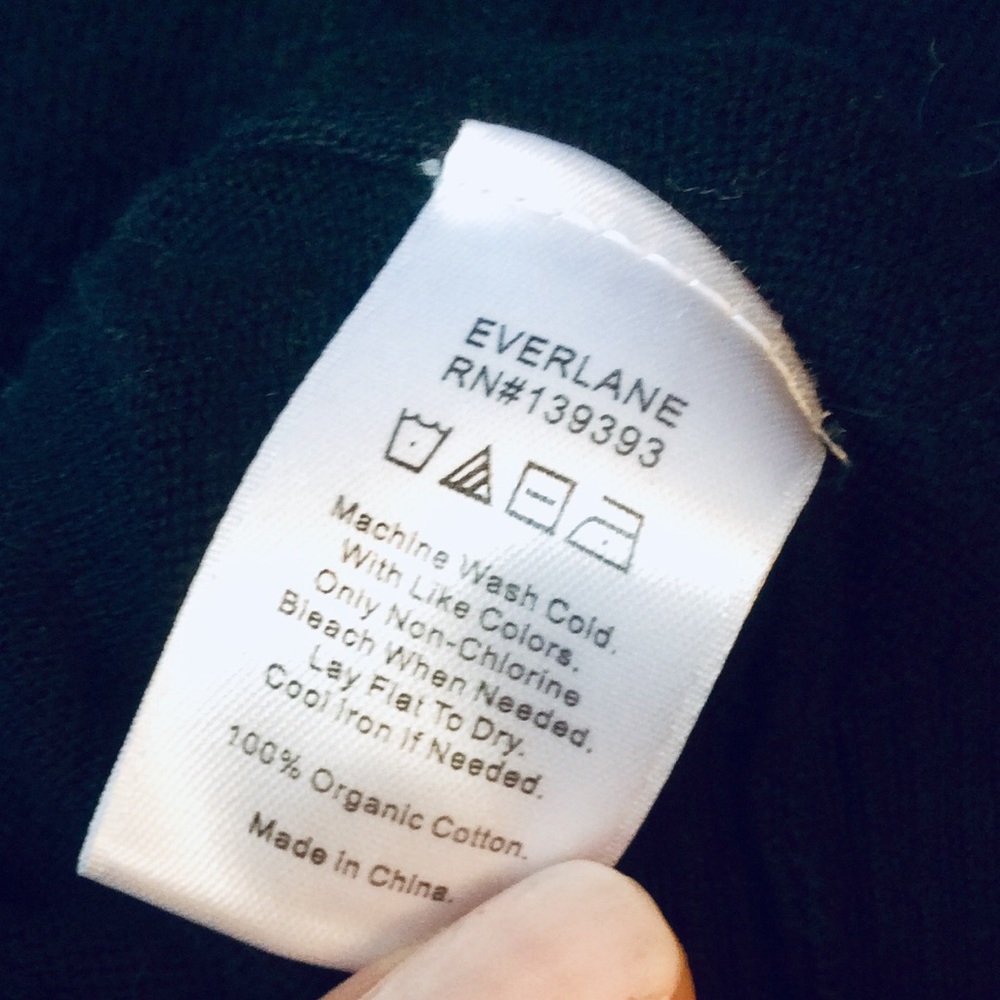 EVERLANE
RN#139393
Machine Wash Cold.
With Like Colors.
Only Non-Chlorine
Bleach When Needed.
Lay Flat To Dry.
Cool Iron If Needed.
100% Organic Cotton.
Made in China.